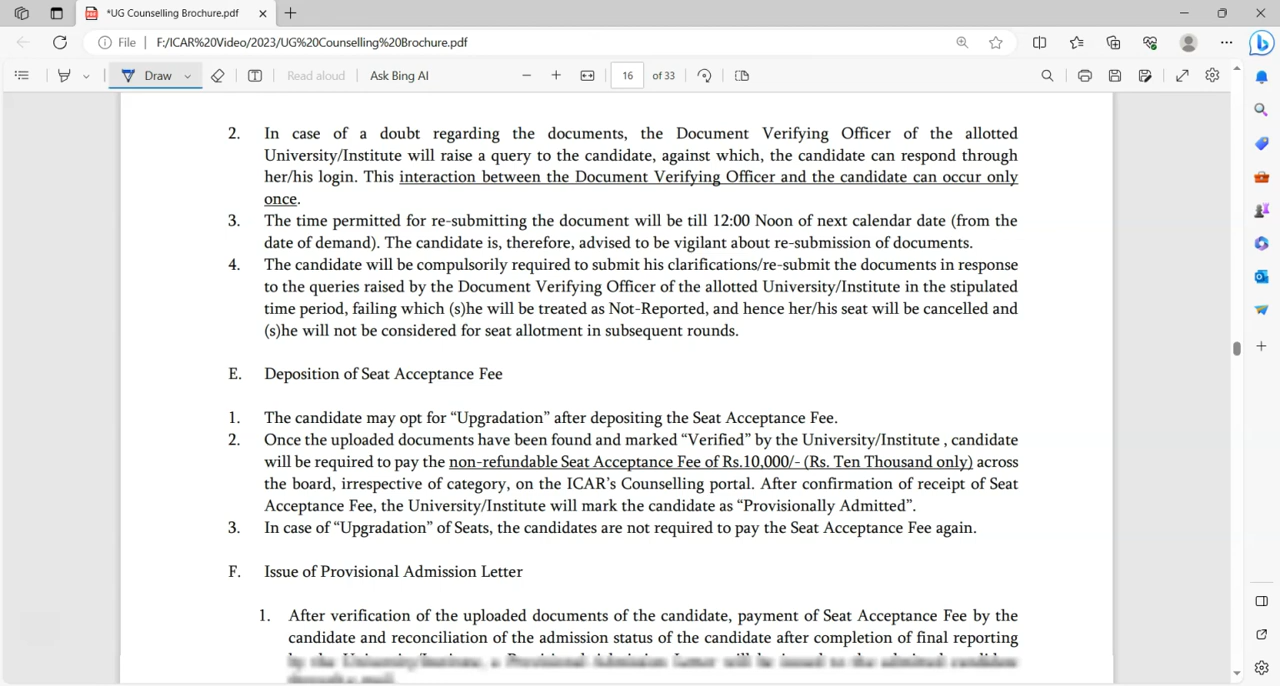 *UG Counselling Brochure.pdf
File F:/ICAR%20Video/2023/UG%20Counselling%20Brochure.pdf
Draw Read aloud Ask Bing AI 16 of 33
2. In case of a doubt regarding the documents, the Document Verifying Officer of the allotted
University/Institute will raise a query to the candidate, against which, the candidate can respond through
her/his login. This interaction between the Document Verifying Officer and the candidate can occur only
once.
3. The time permitted for re-submitting the document will be till 12:00 Noon of next calendar date (from the
date of demand). The candidate is, therefore, advised to be vigilant about re-submission of documents.
4. The candidate will be compulsorily required to submit his clarifications/re-submit the documents in response
to the queries raised by the Document Verifying Officer of the allotted University/Institute in the stipulated
time period, failing which (s)he will be treated as Not-Reported, and hence her/his seat will be cancelled and
(s)he will not be considered for seat allotment in subsequent rounds.
E. Deposition of Seat Acceptance Fee
1. The candidate may opt for “Upgradation” after depositing the Seat Acceptance Fee.
2. Once the uploaded documents have been found and marked “Verified” by the University/Institute , candidate
will be required to pay the non-refundable Seat Acceptance Fee of Rs.10,000/- (Rs. Ten Thousand only) across
the board, irrespective of category, on the ICAR’s Counselling portal. After confirmation of receipt of Seat
Acceptance Fee, the University/Institute will mark the candidate as “Provisionally Admitted”.
3. In case of “Upgradation” of Seats, the candidates are not required to pay the Seat Acceptance Fee again.
F. Issue of Provisional Admission Letter
1. After verification of the uploaded documents of the candidate, payment of Seat Acceptance Fee by the
candidate and reconciliation of the admission status of the candidate after completion of final reporting